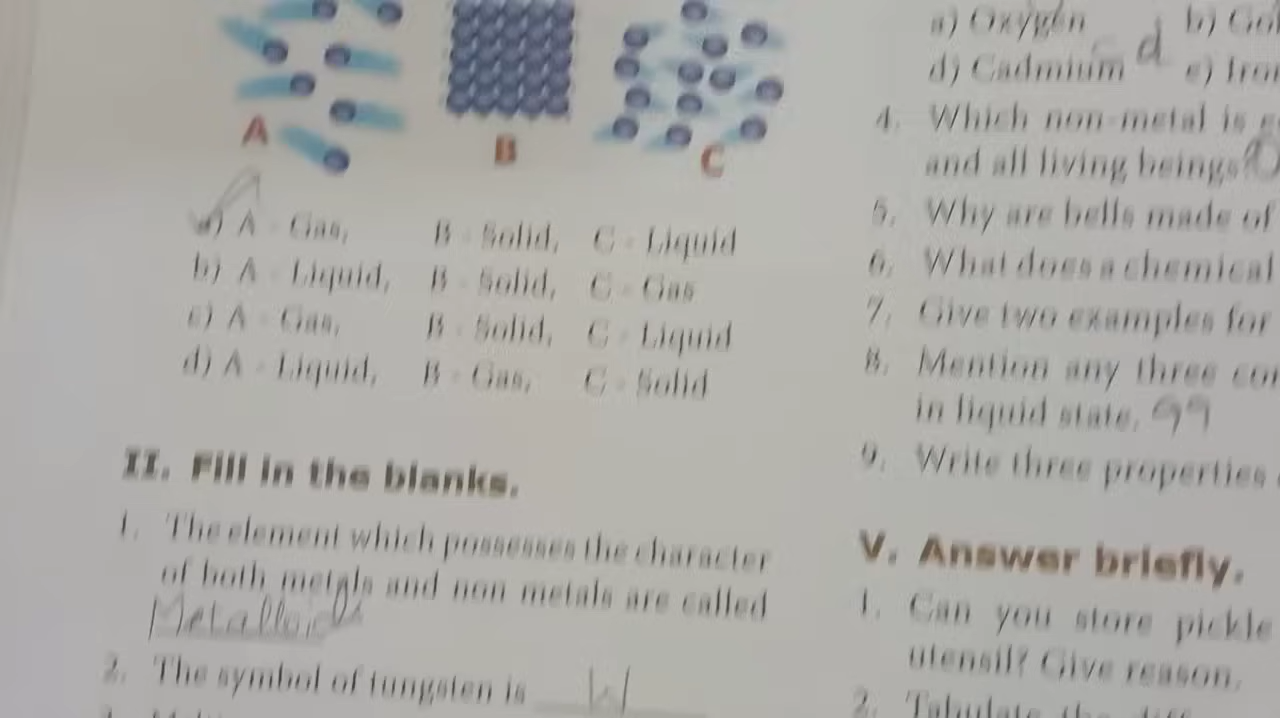 A
B
C
a) A - Gas, B - Solid, C - Liquid
b) A - Liquid, B - Solid, C - Gas
c) A - Gas, B - Solid, C - Liquid
d) A - Liquid, B - Gas, C - Solid
II. Fill in the blanks.
1. The element which possesses the character
of both metals and non metals are called
Metalloids
2. The symbol of tungsten is W
a) Oxygen b)
d) Cadmium d e)
4. Which non-metal is
and all living beings?
5. Why are bells made of
6. What does a chemical
7. Give two examples for
8. Mention any three
in liquid state.
9. Write three properties
V. Answer briefly.
1. Can you store pickle
utensil? Give reason.
2. Tabulate the